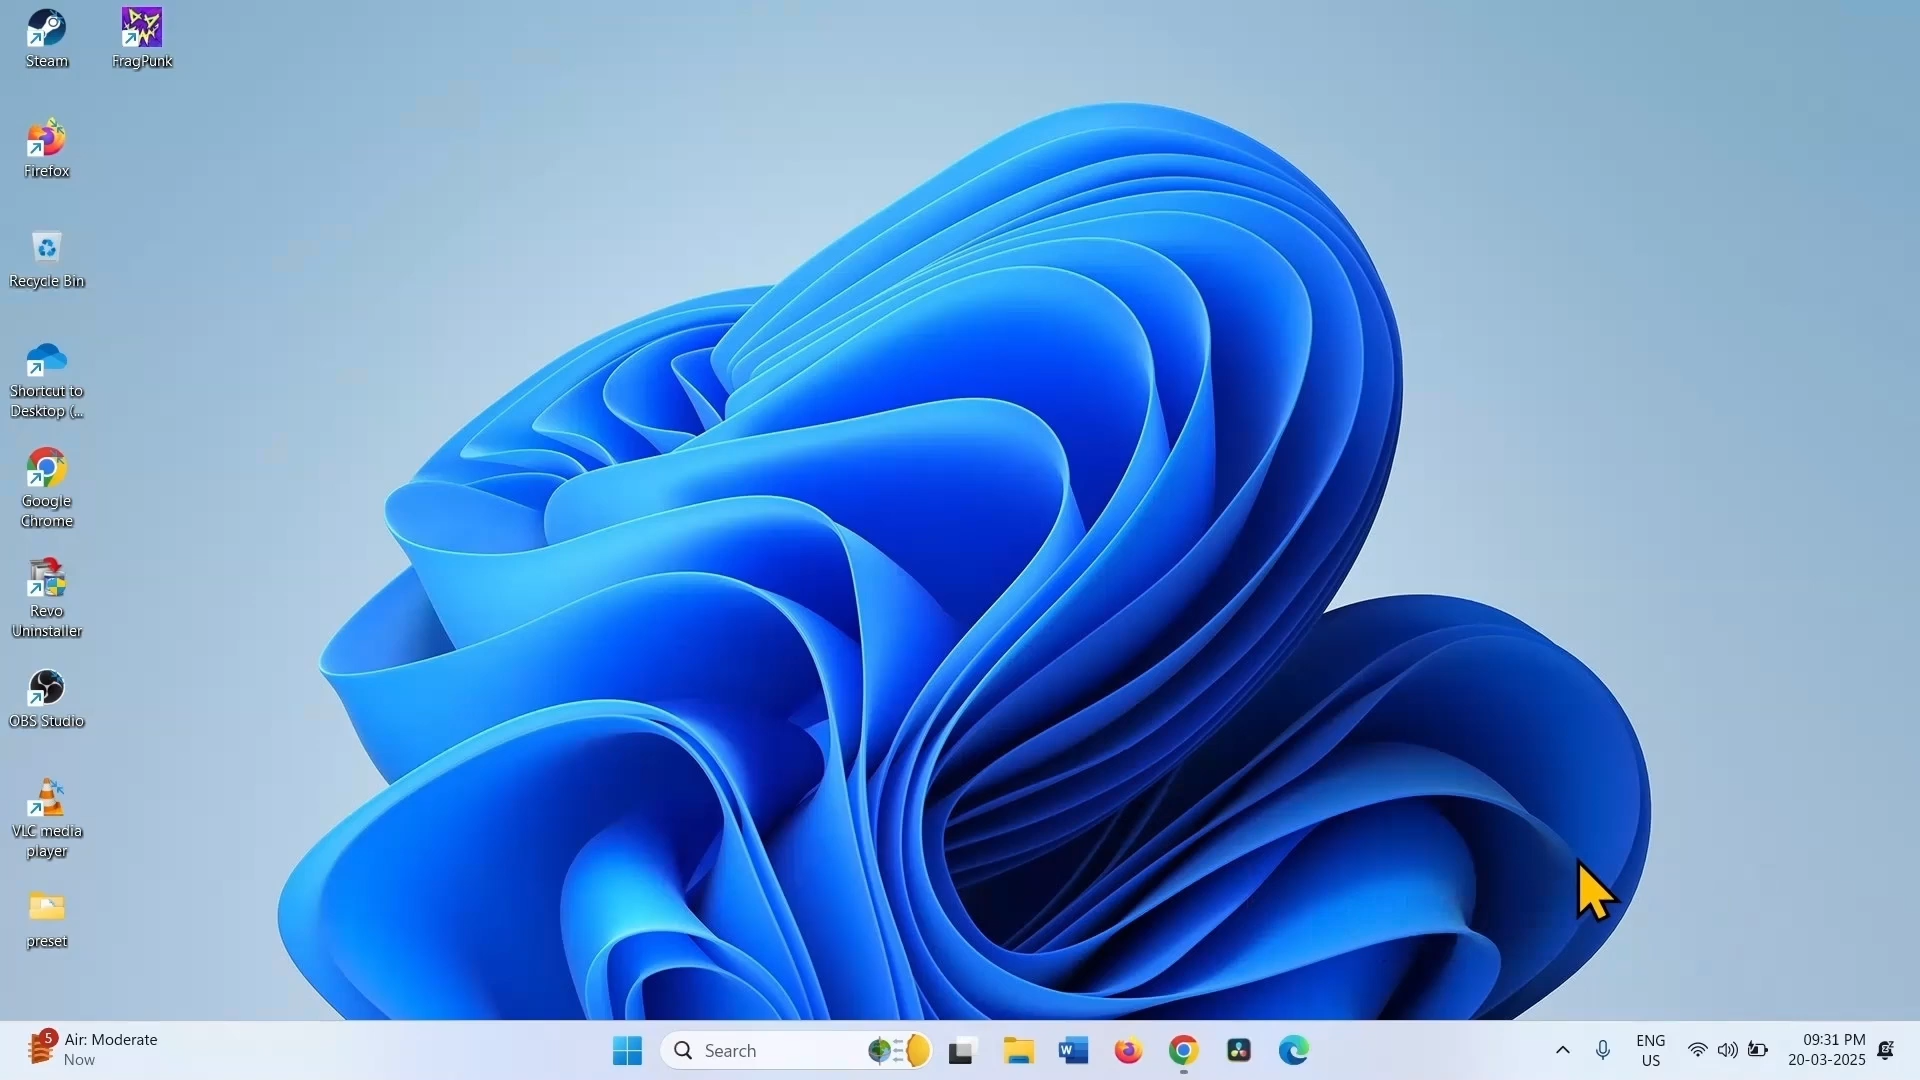 Steam
FragPunk
Firefox
Recycle Bin
Shortcut to
Desktop (...
Google
Chrome
Revo
Uninstaller
OBS Studio
VLC media
player
preset
5
Air: Moderate
Now
Search
W
ENG
US
09:31 PM
20-03-2025